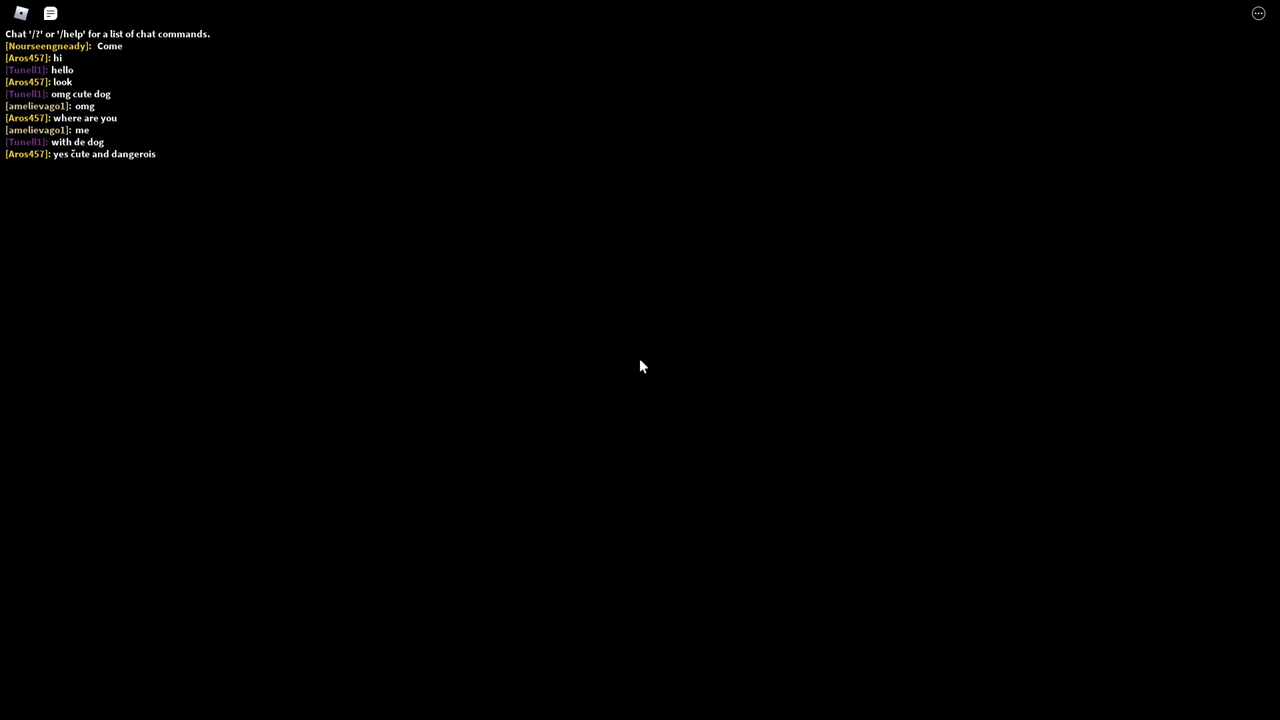 Chat '/?' or '/help' for a list of chat commands.
[Nourseengneady]: Come
[Aros457]: hi
[Tunell1]: hello
[Aros457]: look
[Tunell1]: omg cute dog
[amelievago1]: omg
[Aros457]: where are you
[amelievago1]: me
[Tunell1]: with de dog
[Aros457]: yes čute and dangerois